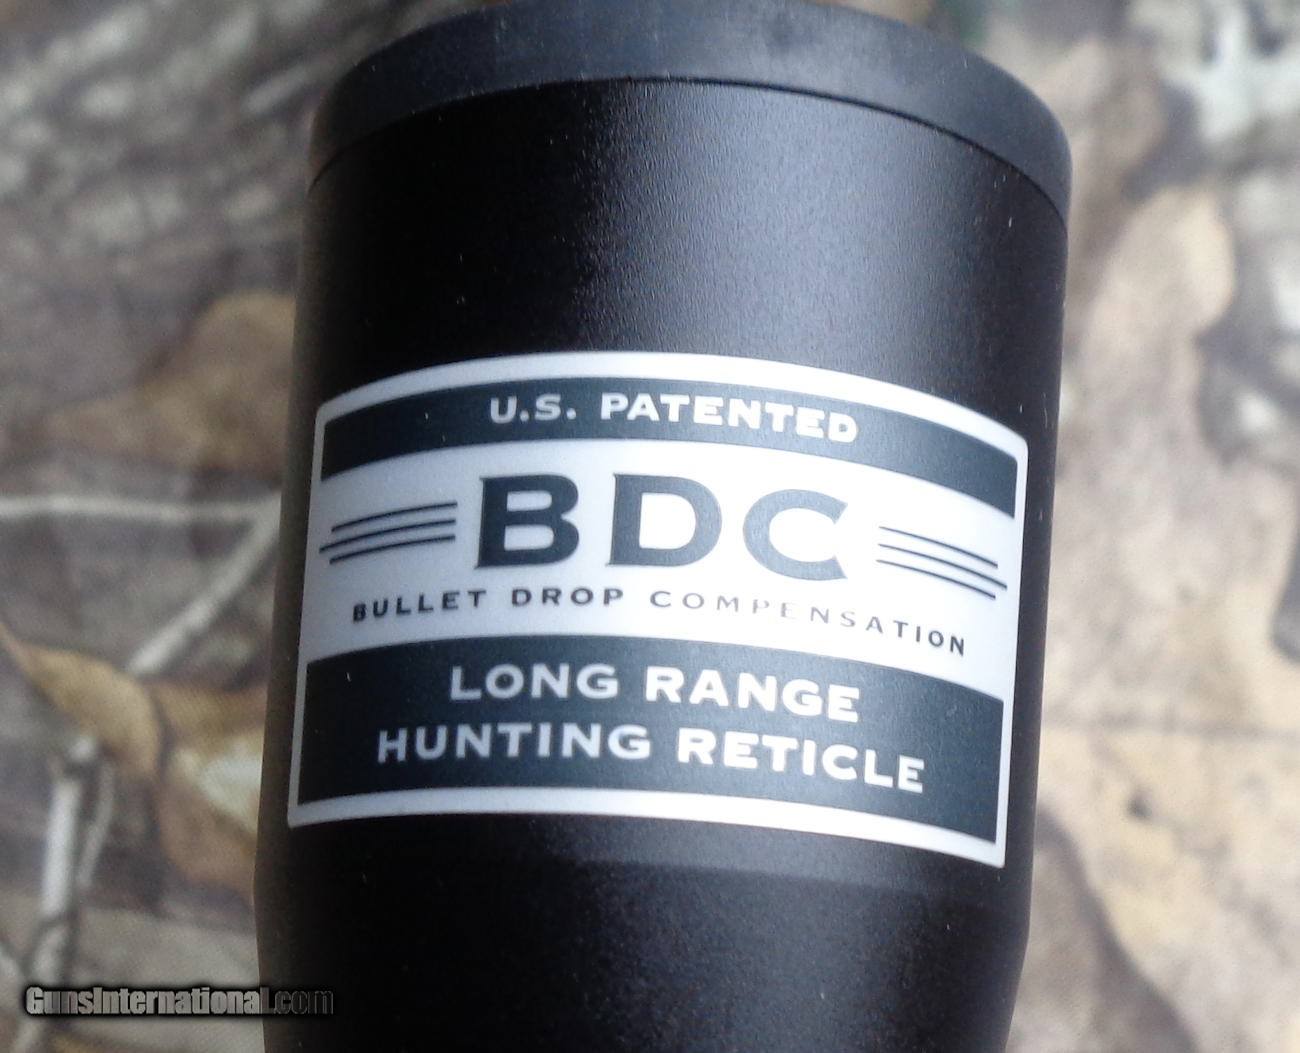 U.S. PATENTED
BDC
BULLET DROP COMPENSATION
LONG RANGE
HUNTING RETICLE
GunsInternational.com